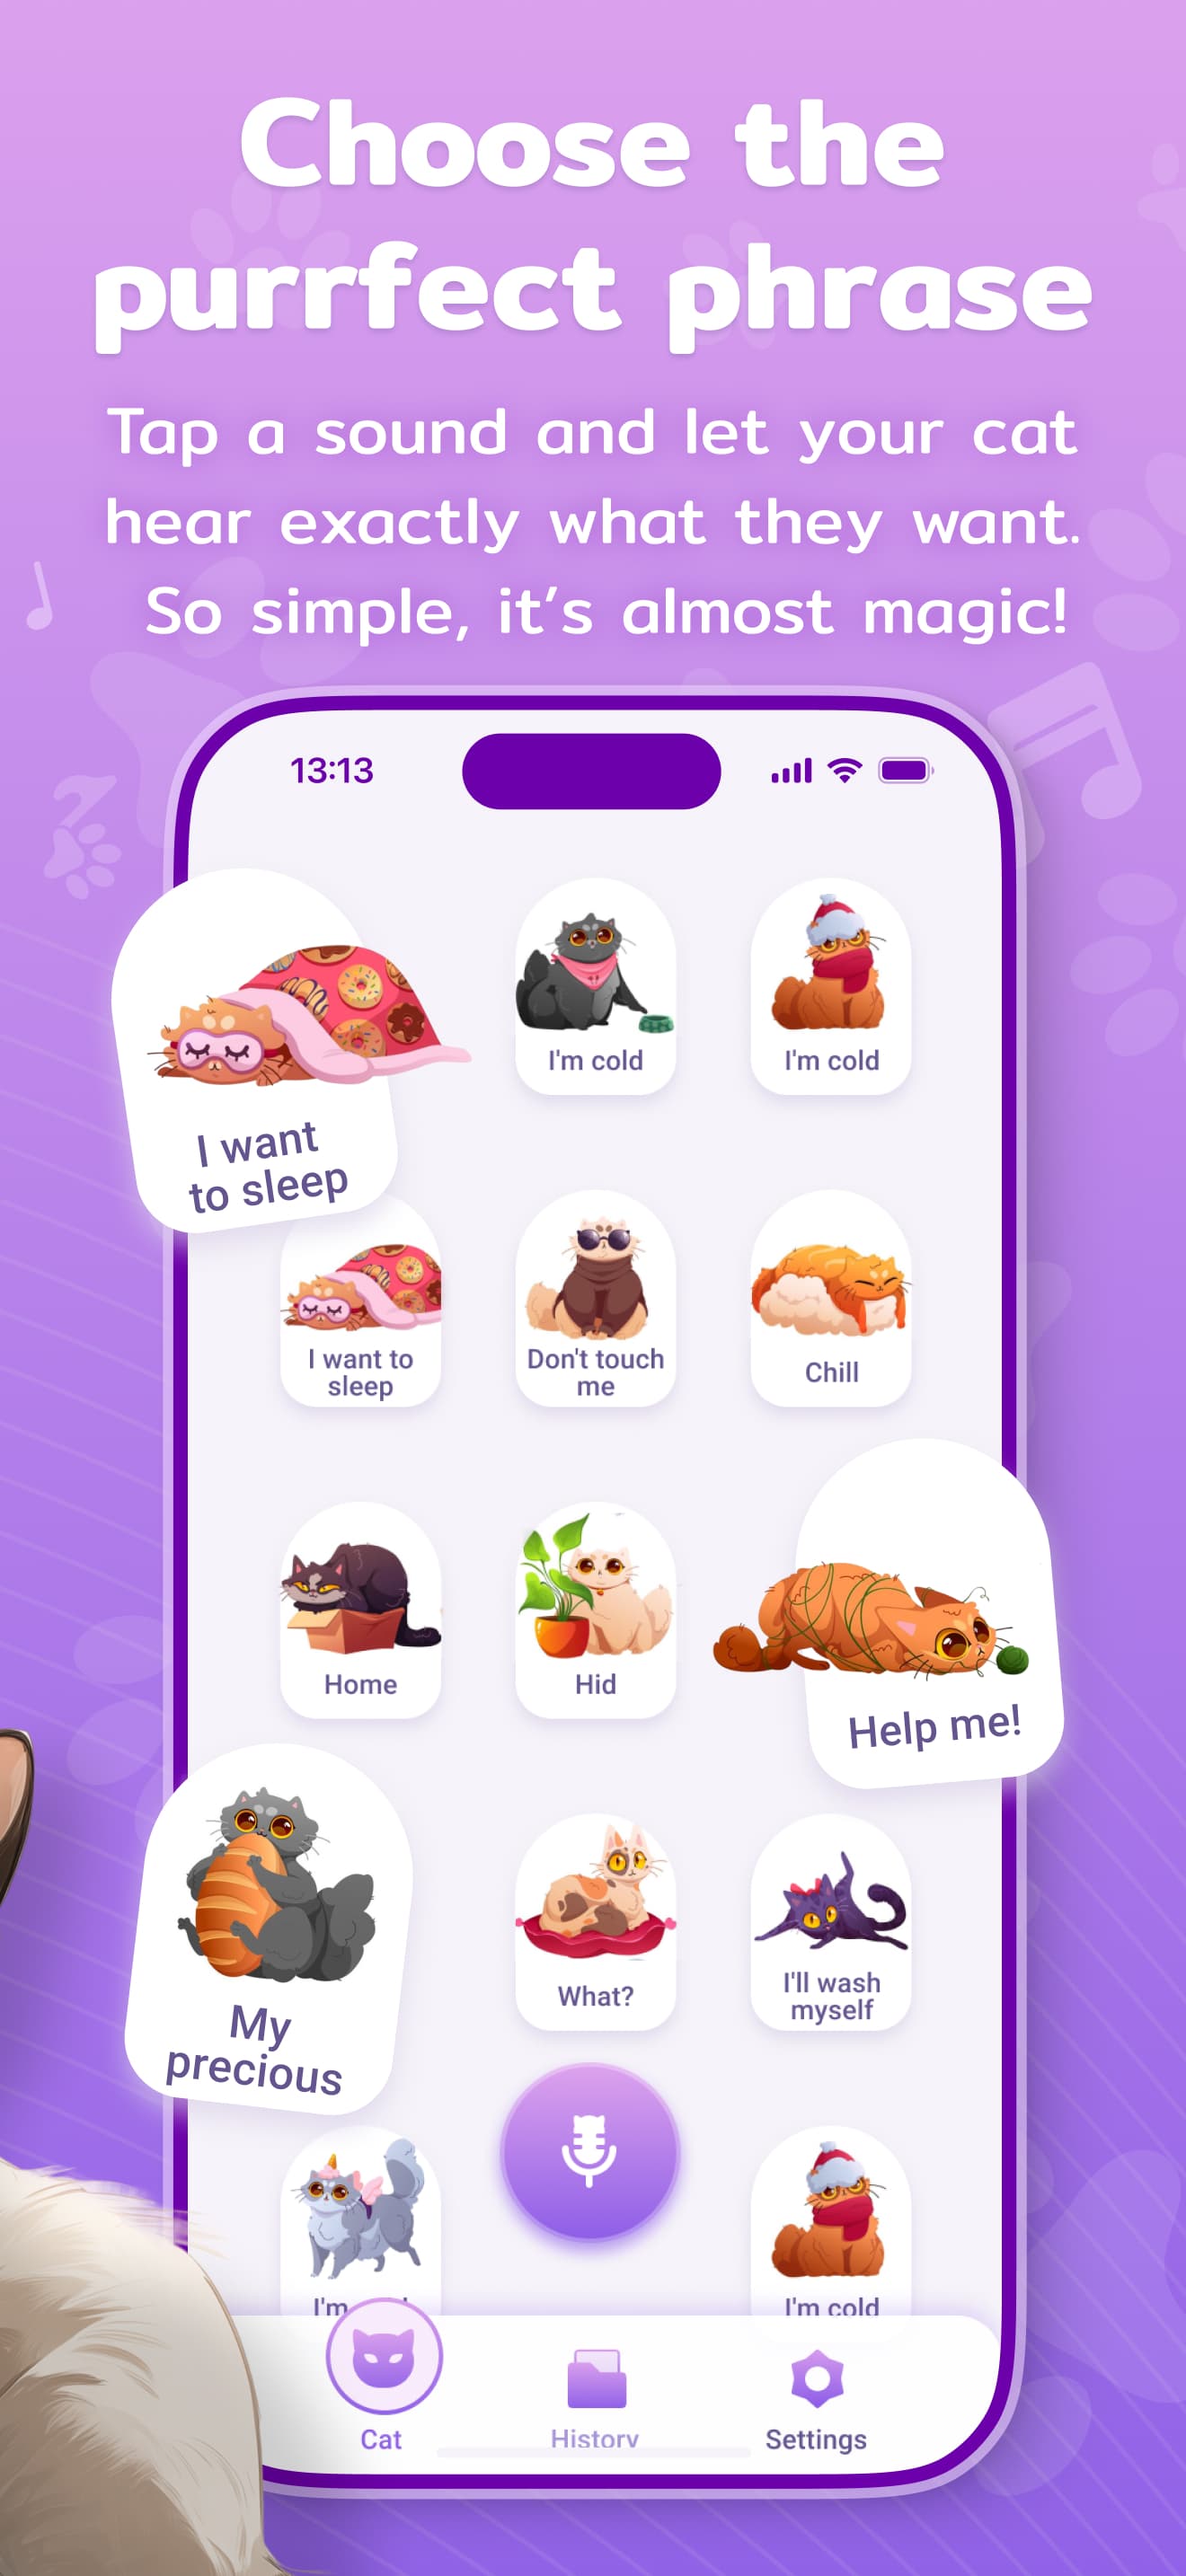 Choose the
purrfect phrase
Tap a sound and let your cat
hear exactly what they want.
So simple, it's almost magic!
13:13
I want
to sleep
I'm cold
I'm cold
I want to
sleep
Don't touch
me
Chill
Home
Hid
Help me!
My
precious
What?
I'll wash
myself
I'm
I'm cold
Cat
History
Settings